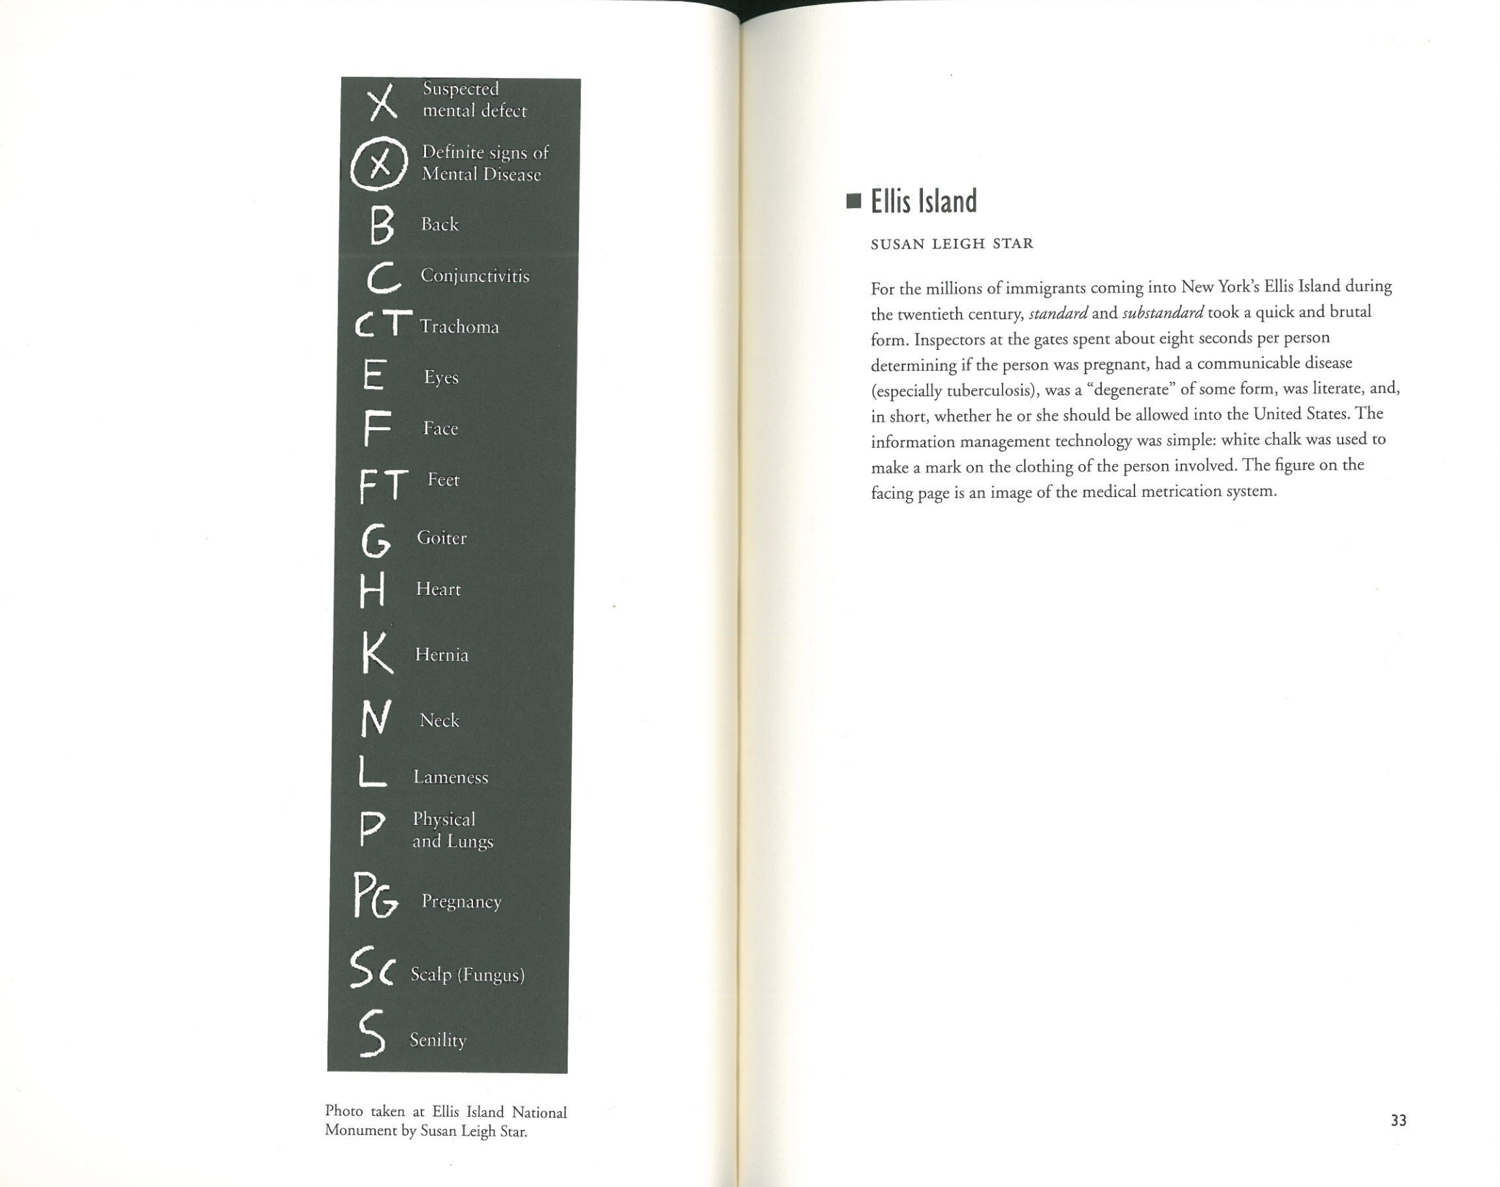 X Suspected
mental defect
X Definite signs of
Mental Disease
B Back
C Conjunctivitis
CT Trachoma
E Eyes
F Face
FT Feet
G Goiter
H Heart
K Hernia
N Neck
L Lameness
P Physical
and Lungs
PG Pregnancy
Sc Scalp (Fungus)
S Senility
Photo taken at Ellis Island National
Monument by Susan Leigh Star.
Ellis Island
SUSAN LEIGH STAR
For the millions of immigrants coming into New York’s Ellis Island during
the twentieth century, standard and substandard took a quick and brutal
form. Inspectors at the gates spent about eight seconds per person
determining if the person was pregnant, had a communicable disease
(especially tuberculosis), was a “degenerate” of some form, was literate, and,
in short, whether he or she should be allowed into the United States. The
information management technology was simple: white chalk was used to
make a mark on the clothing of the person involved. The figure on the
facing page is an image of the medical metrication system.
33